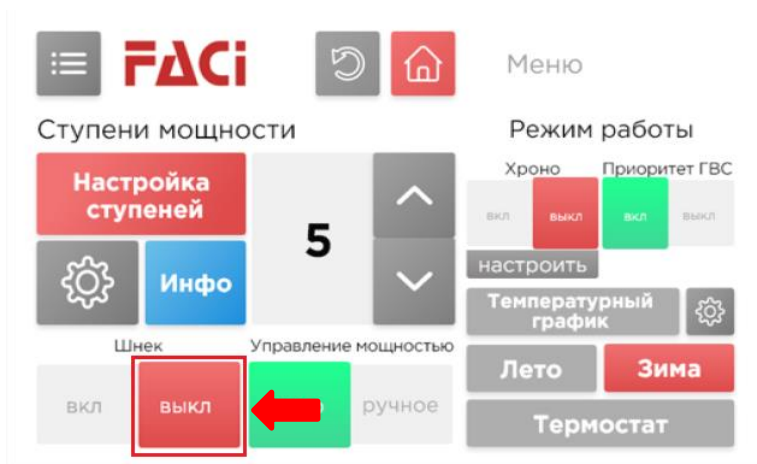 FACi
Меню
Ступени мощности
Режим работы
Настройка
ступеней
5
Инфо
Хроно
Приоритет ГВС
вкл
выкл
вкл
выкл
настроить
Температурный
график
Шнек
Управление мощностью
вкл
выкл
ручное
Лето
Зима
Термостат